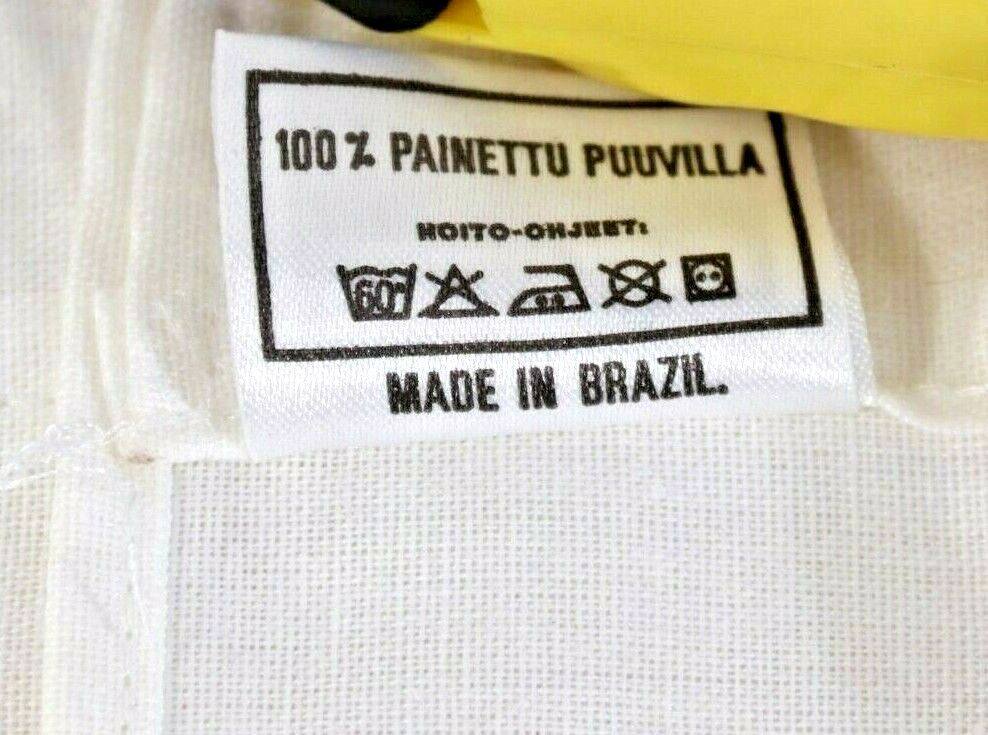 100% PAINETTU PUUVILLA
HOITO-OHJEET:
60°
MADE IN BRAZIL.